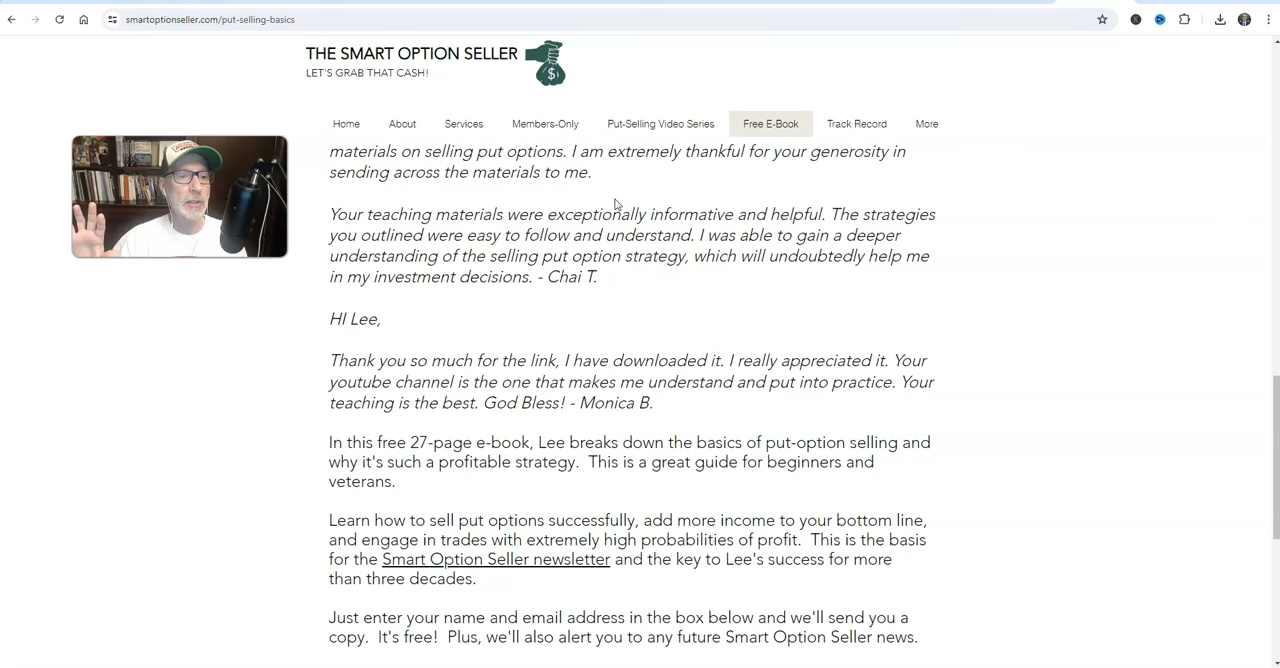 smartoptionseller.com/put-selling-basics
THE SMART OPTION SELLER
LET'S GRAB THAT CASH!
$
Home About Services Members-Only Put-Selling Video Series Free E-Book Track Record More
materials on selling put options. I am extremely thankful for your generosity in
sending across the materials to me.
Your teaching materials were exceptionally informative and helpful. The strategies
you outlined were easy to follow and understand. I was able to gain a deeper
understanding of the selling put option strategy, which will undoubtedly help me
in my investment decisions. - Chai T.
HI Lee,
Thank you so much for the link, I have downloaded it. I really appreciated it. Your
youtube channel is the one that makes me understand and put into practice. Your
teaching is the best. God Bless! - Monica B.
In this free 27-page e-book, Lee breaks down the basics of put-option selling and
why it's such a profitable strategy. This is a great guide for beginners and
veterans.
Learn how to sell put options successfully, add more income to your bottom line,
and engage in trades with extremely high probabilities of profit. This is the basis
for the Smart Option Seller newsletter and the key to Lee's success for more
than three decades.
Just enter your name and email address in the box below and we'll send you a
copy. It's free! Plus, we'll also alert you to any future Smart Option Seller news.